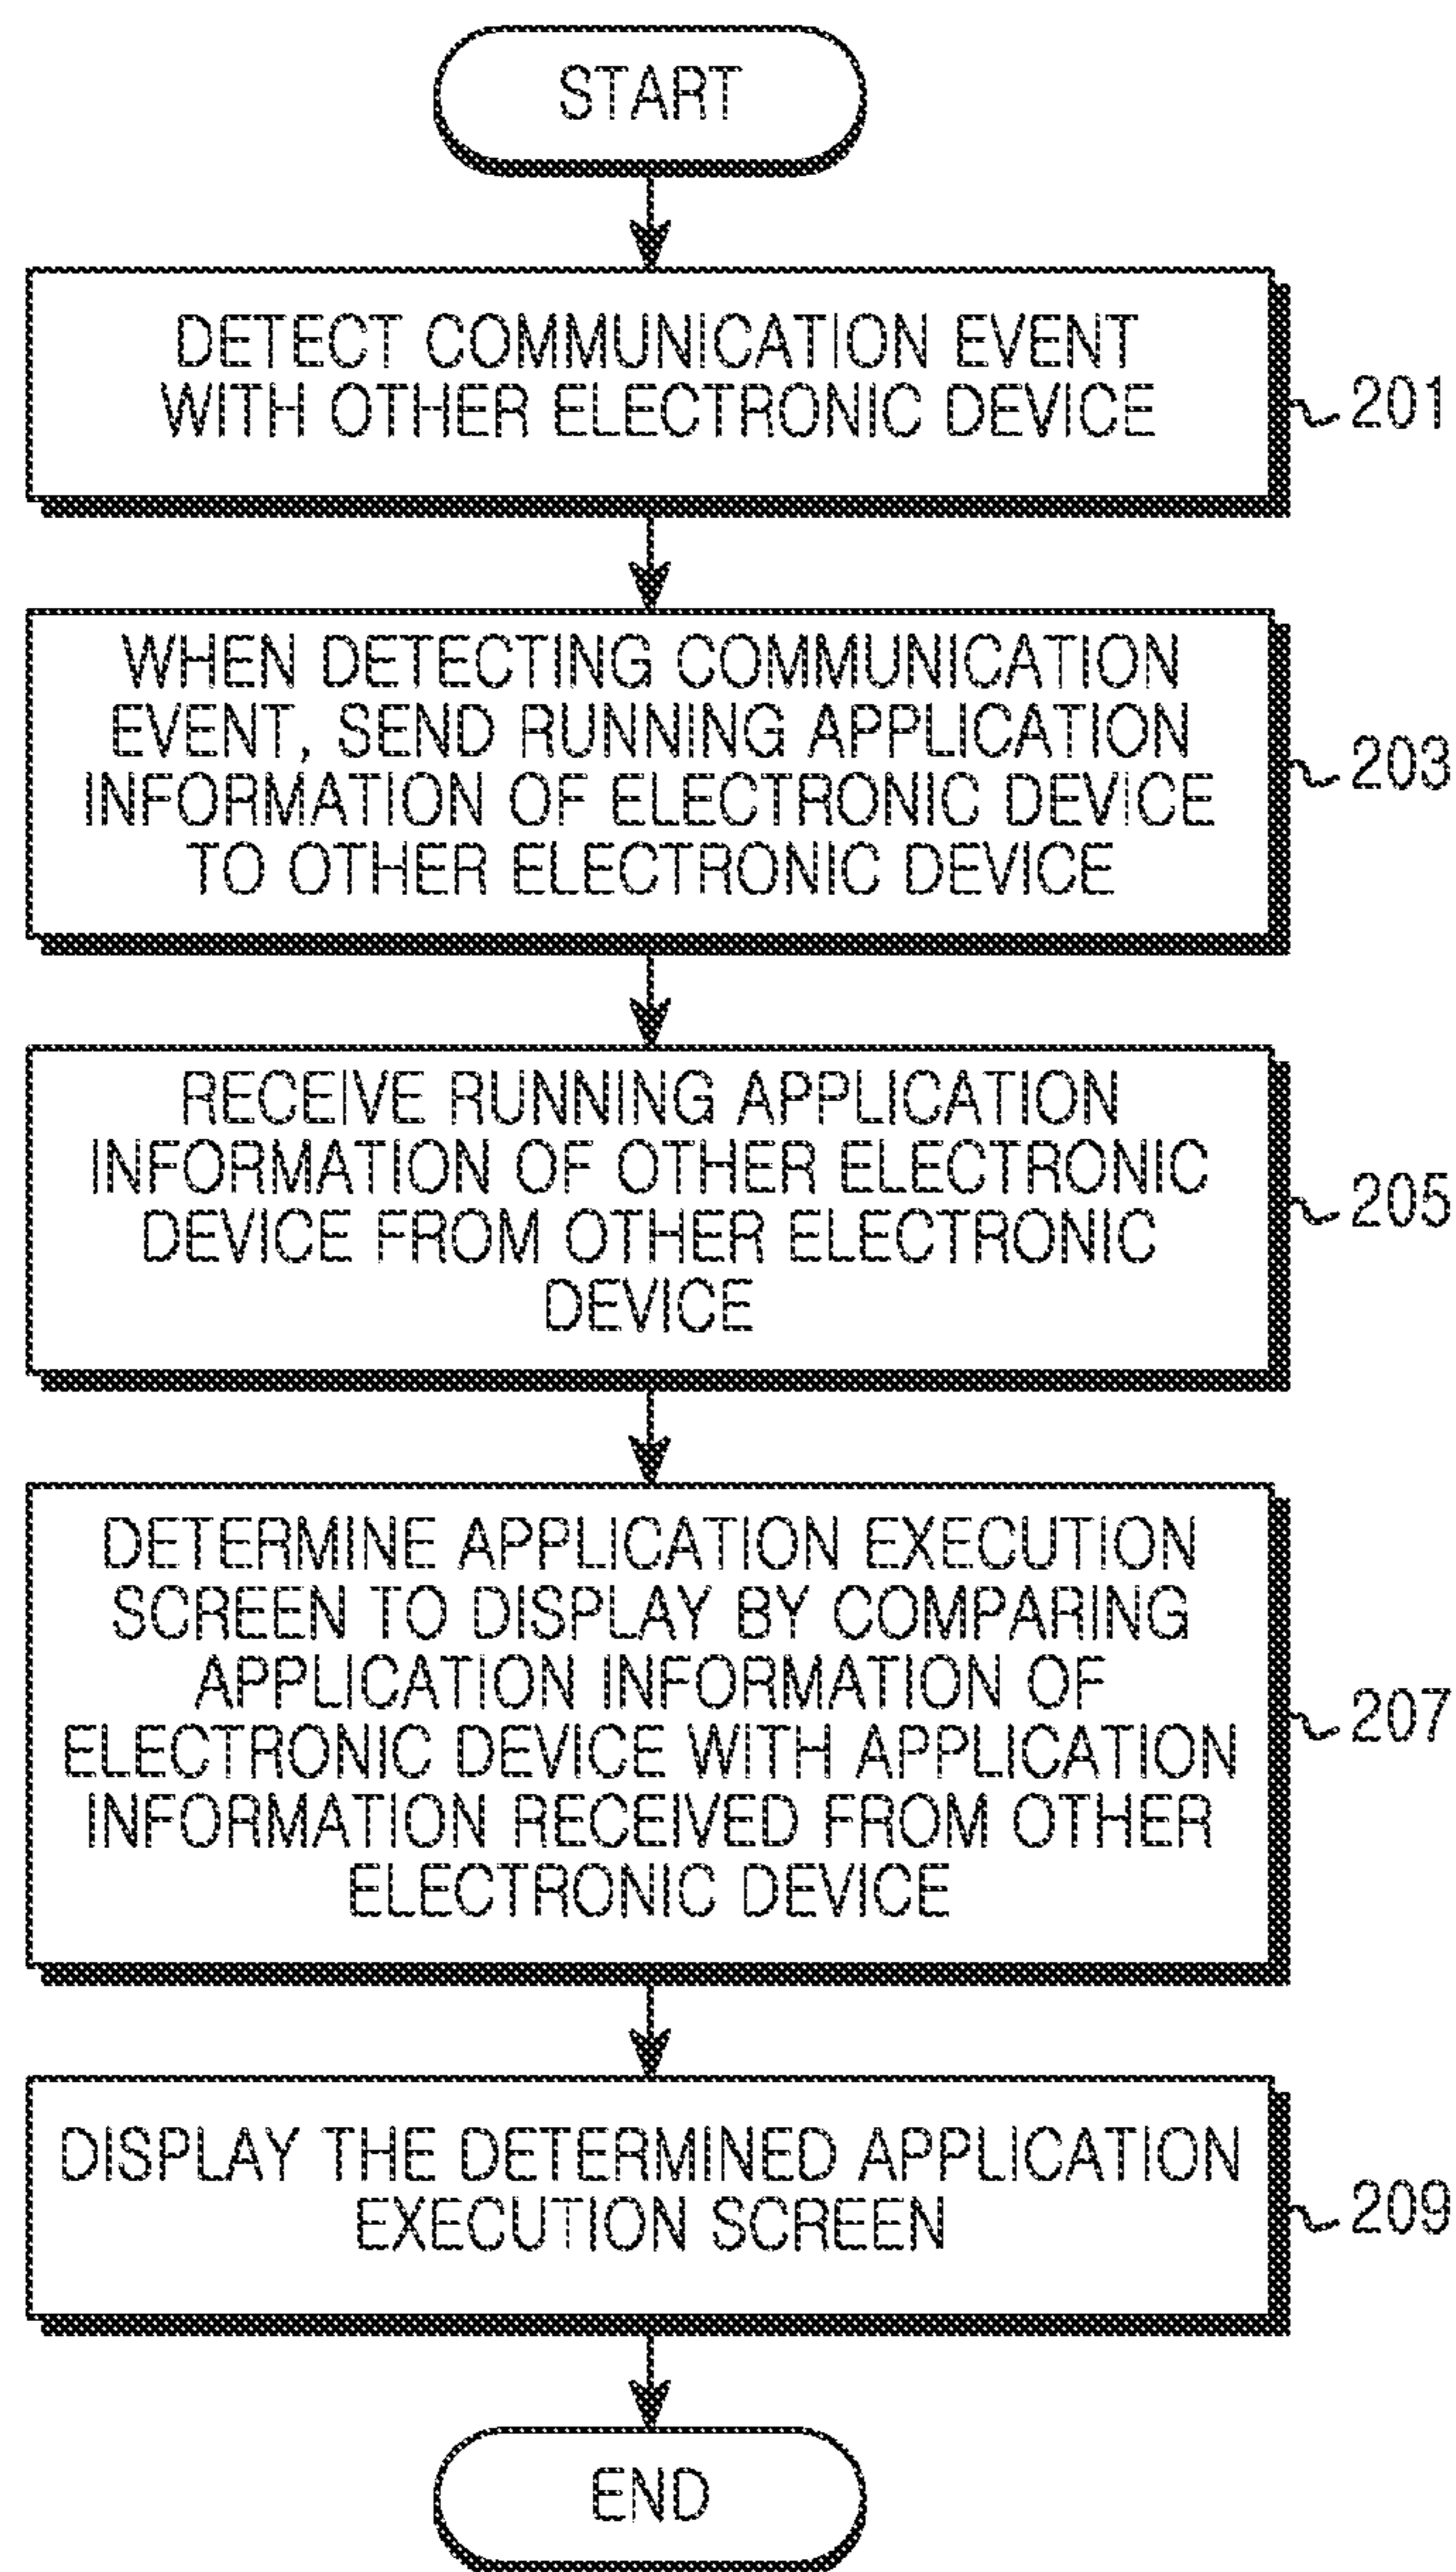 START
DETECT COMMUNICATION EVENT
WITH OTHER ELECTRONIC DEVICE
201
WHEN DETECTING COMMUNICATION
EVENT, SEND RUNNING APPLICATION
INFORMATION OF ELECTRONIC DEVICE
TO OTHER ELECTRONIC DEVICE
203
RECEIVE RUNNING APPLICATION
INFORMATION OF OTHER ELECTRONIC
DEVICE FROM OTHER ELECTRONIC
DEVICE
205
DETERMINE APPLICATION EXECUTION
SCREEN TO DISPLAY BY COMPARING
APPLICATION INFORMATION OF
ELECTRONIC DEVICE WITH APPLICATION
INFORMATION RECEIVED FROM OTHER
ELECTRONIC DEVICE
207
DISPLAY THE DETERMINED APPLICATION
EXECUTION SCREEN
209
END